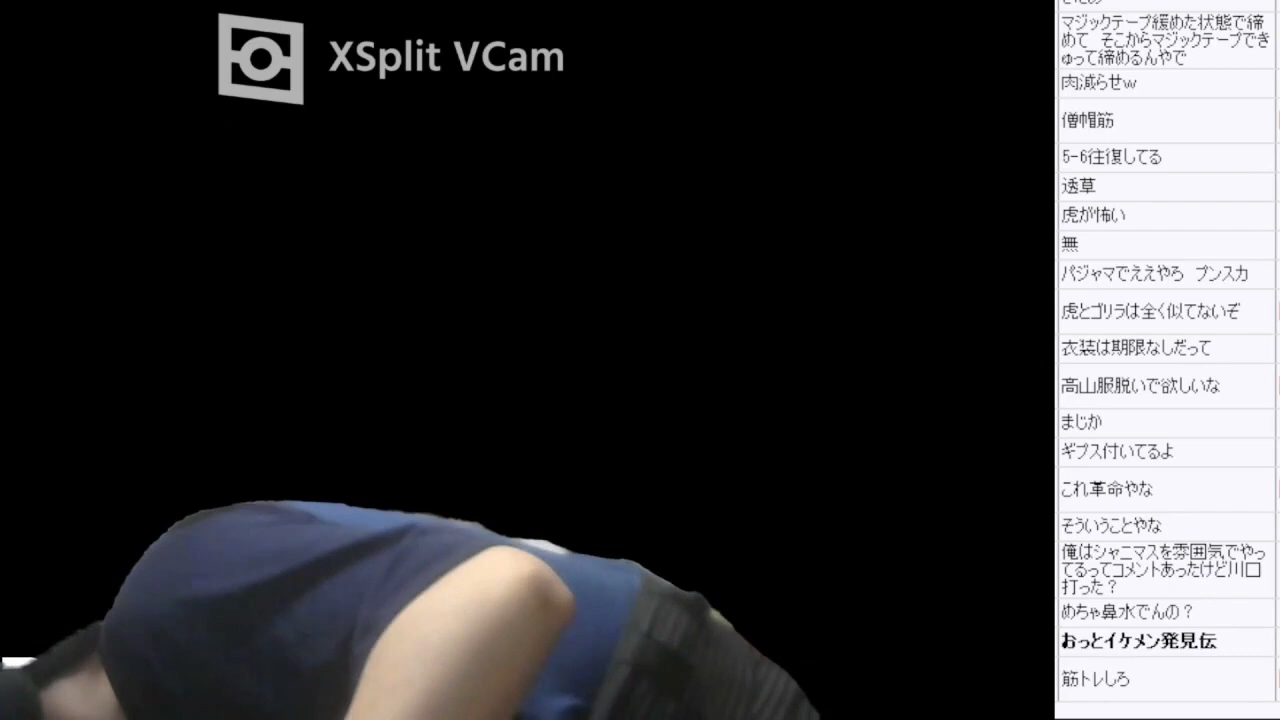 XSplit VCam
マジックテープ緩めた状態で締
めて　そこからマジックテープでき
ゅって締めるんやで
肉減らせｗ
僧帽筋
5-6往復してる
透草
虎が怖い
無
パジャマでええやろ　プンスカ
虎とゴリラは全く似てないぞ
衣装は期限なしだって
高山服脱いで欲しいな
まじか
ギプス付いてるよ
これ革命やな
そういうことやな
俺はシャニマスを雰囲気でやっ
てるってコメントあったけど川口
打った？
めちゃ鼻水でんの？
おっとイケメン発見伝
筋トレしろ